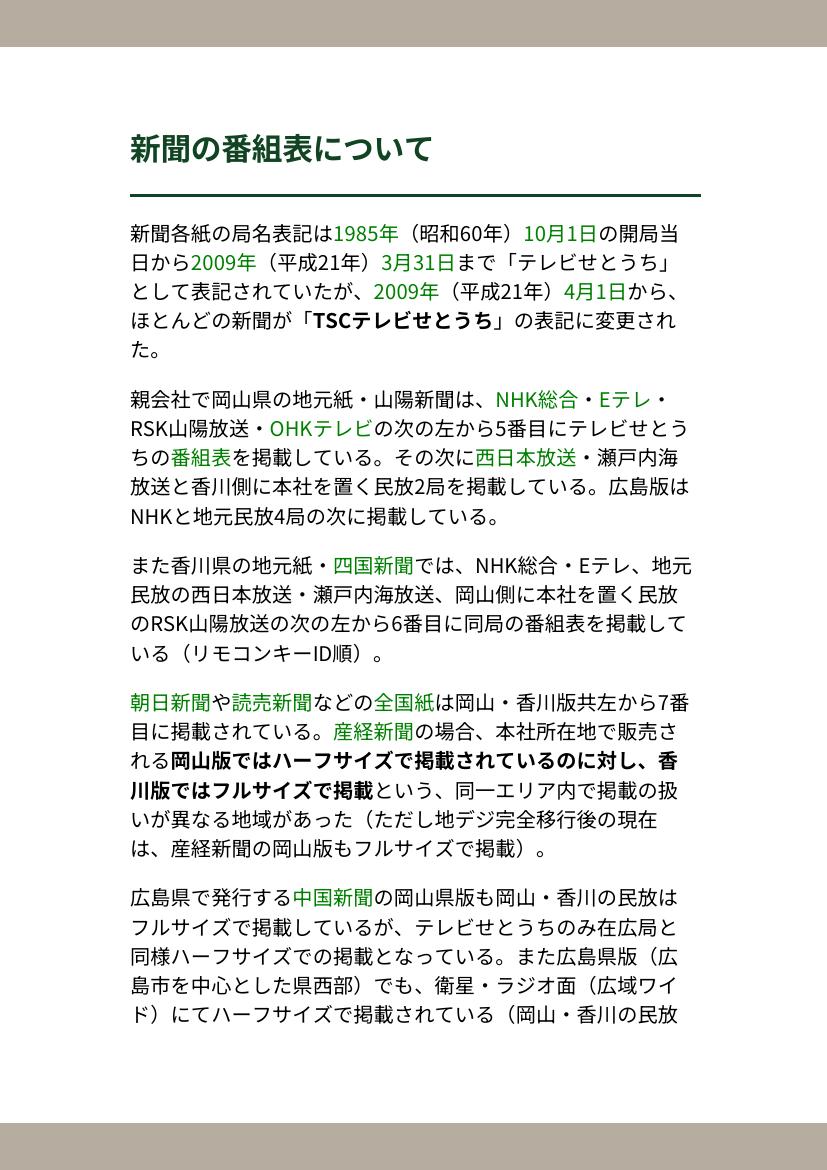 新聞の番組表について
新聞各紙の局名表記は1985年（昭和60年）10月1日の開局当
日から2009年（平成21年）3月31日まで「テレビせとうち」
として表記されていたが、2009年（平成21年）4月1日から、
ほとんどの新聞が「TSCテレビせとうち」の表記に変更され
た。
親会社で岡山県の地元紙・山陽新聞は、NHK総合・Eテレ・
RSK山陽放送・OHKテレビの次の左から5番目にテレビせとう
ちの番組表を掲載している。その次に西日本放送・瀬戸内海
放送と香川側に本社を置く民放2局を掲載している。広島版は
NHKと地元民放4局の次に掲載している。
また香川県の地元紙・四国新聞では、NHK総合・Eテレ、地元
民放の西日本放送・瀬戸内海放送、岡山側に本社を置く民放
のRSK山陽放送の次の左から6番目に同局の番組表を掲載して
いる（リモコンキーID順）。
朝日新聞や読売新聞などの全国紙は岡山・香川版共左から7番
目に掲載されている。産経新聞の場合、本社所在地で販売さ
れる岡山版ではハーフサイズで掲載されているのに対し、香
川版ではフルサイズで掲載という、同一エリア内で掲載の扱
いが異なる地域があった（ただし地デジ完全移行後の現在
は、産経新聞の岡山版もフルサイズで掲載）。
広島県で発行する中国新聞の岡山県版も岡山・香川の民放は
フルサイズで掲載しているが、テレビせとうちのみ在広局と
同様ハーフサイズでの掲載となっている。また広島県版（広
島市を中心とした県西部）でも、衛星・ラジオ面（広域ワイ
ド）にてハーフサイズで掲載されている（岡山・香川の民放